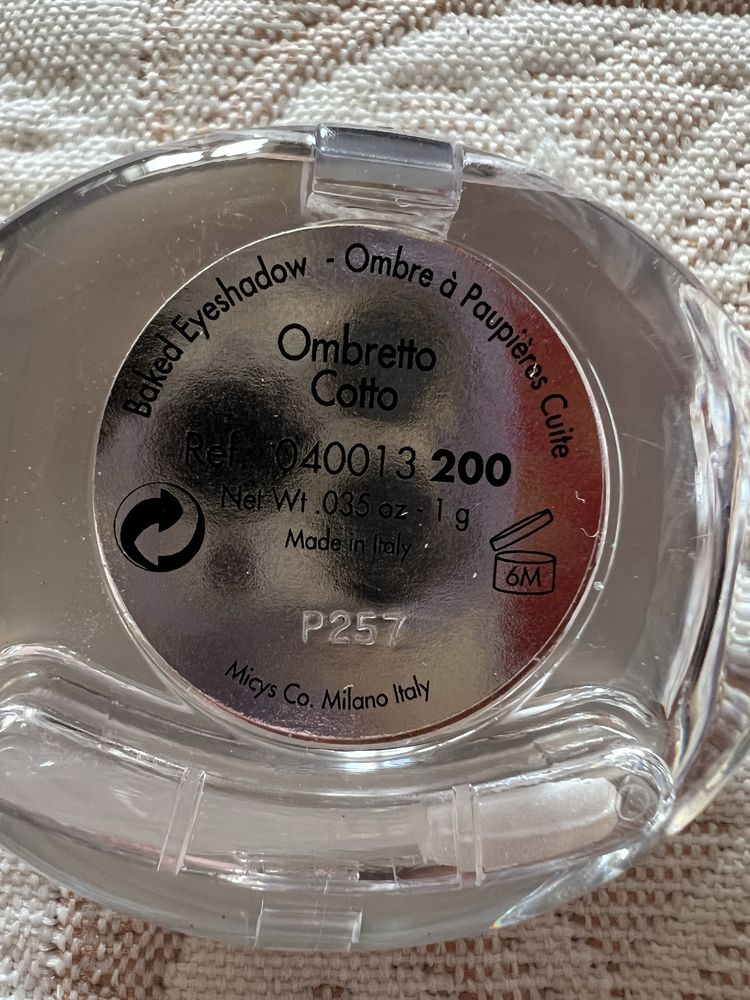 Baked Eyeshadow - Ombre à Paupières Cuite
Ombretto
Cotto
Ref. 040013 200
Net Wt .035 oz - 1 g
Made in Italy
6M
P257
Micys Co. Milano Italy